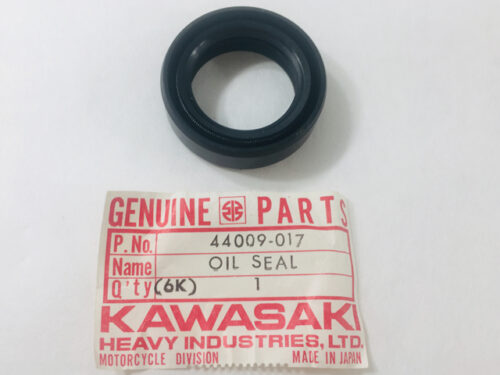 GENUINE PARTS
P.No. 44009-017
Name OIL SEAL
Q'ty (6K) 1
KAWASAKI
HEAVY INDUSTRIES, LTD.
MOTORCYCLE DIVISION MADE IN JAPAN